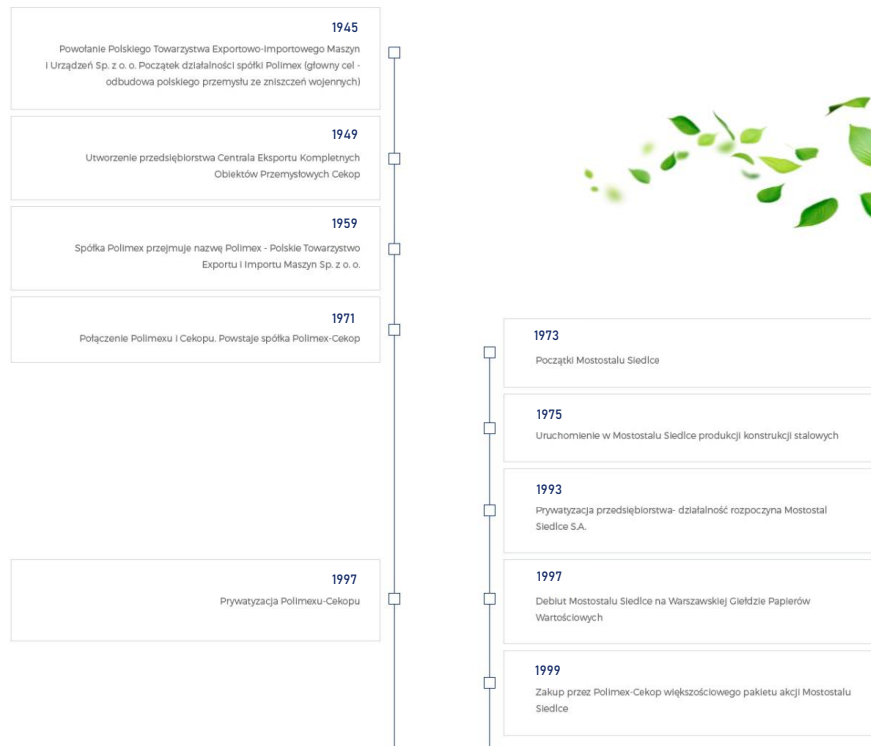 1945
Powołanie Polskiego Towarzystwa Exportowo-Importowego Maszyn
i Urządzeń Sp. z o. o. Początek działalności spółki Polimex (głowny cel -
odbudowa polskiego przemysłu ze zniszczeń wojennych)
1949
Utworzenie przedsiębiorstwa Centrala Eksportu Kompletnych
Obiektów Przemysłowych Cekop
1959
Spółka Polimex przejmuje nazwę Polimex - Polskie Towarzystwo
Exportu i Importu Maszyn Sp. z o. o.
1971
Połączenie Polimexu i Cekopu. Powstaje spółka Polimex-Cekop
1997
Prywatyzacja Polimexu-Cekopu
1973
Początki Mostostalu Siedlce
1975
Uruchomienie w Mostostalu Siedlce produkcji konstrukcji stalowych
1993
Prywatyzacja przedsiębiorstwa- działalność rozpoczyna Mostostal
Siedlce S.A.
1997
Debiut Mostostalu Siedlce na Warszawskiej Giełdzie Papierów
Wartościowych
1999
Zakup przez Polimex-Cekop większościowego pakietu akcji Mostostalu
Siedlce